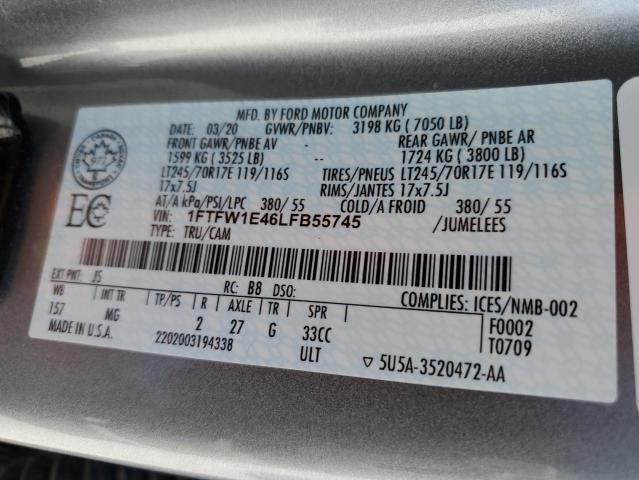 MFD. BY FORD MOTOR COMPANY
DATE: 03/20 GVWR/PNBV: 3198 KG ( 7050 LB)
FRONT GAWR/PNBE AV REAR GAWR/ PNBE AR
1599 KG ( 3525 LB) -- 1724 KG ( 3800 LB)
LT245/70R17E 119/116S TIRES/PNEUS LT245/70R17E 119/116S
17x7.5J RIMS/JANTES 17x7.5J
AT/A kPa/PSI/LPC 380/ 55 COLD/A FROID 380/ 55
VIN: 1FTFW1E46LFB55745 /JUMELEES
TYPE: TRU/CAM
EC
EXT PNT: JS RC: B8 DSO: COMPLIES: ICES/NMB-002
WB INT TR TP/PS R AXLE TR SPR F0002
157 MG 2 27 G 33CC T0709
MADE IN U.S.A. 2202003194338 ULT ▽ 5U5A-3520472-AA